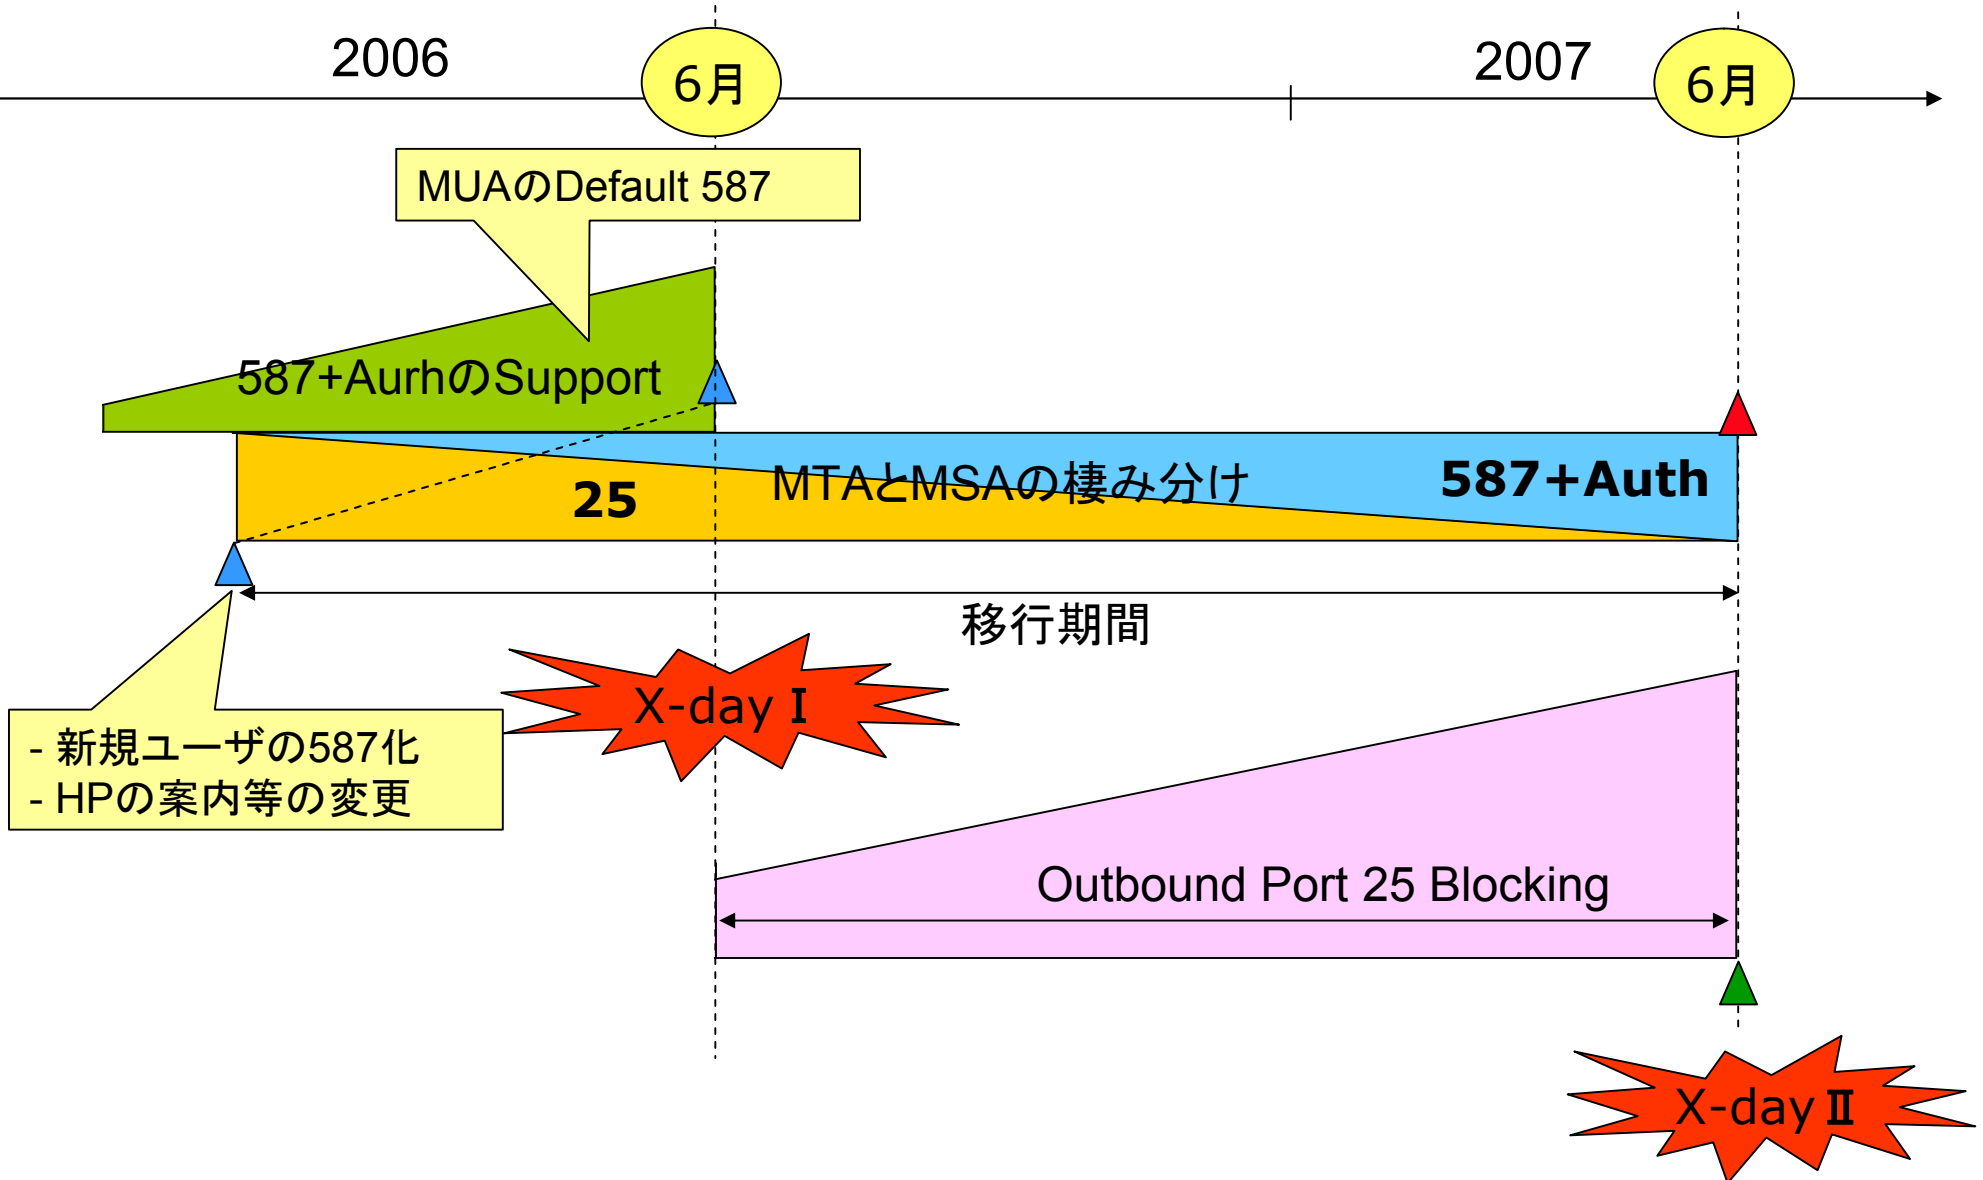 2006
6月
2007
6月
MUAのDefault 587
587+AurhのSupport
25
MTAとMSAの棲み分け
587+Auth
移行期間
X-day Ⅰ
- 新規ユーザの587化
- HPの案内等の変更
Outbound Port 25 Blocking
X-day Ⅱ